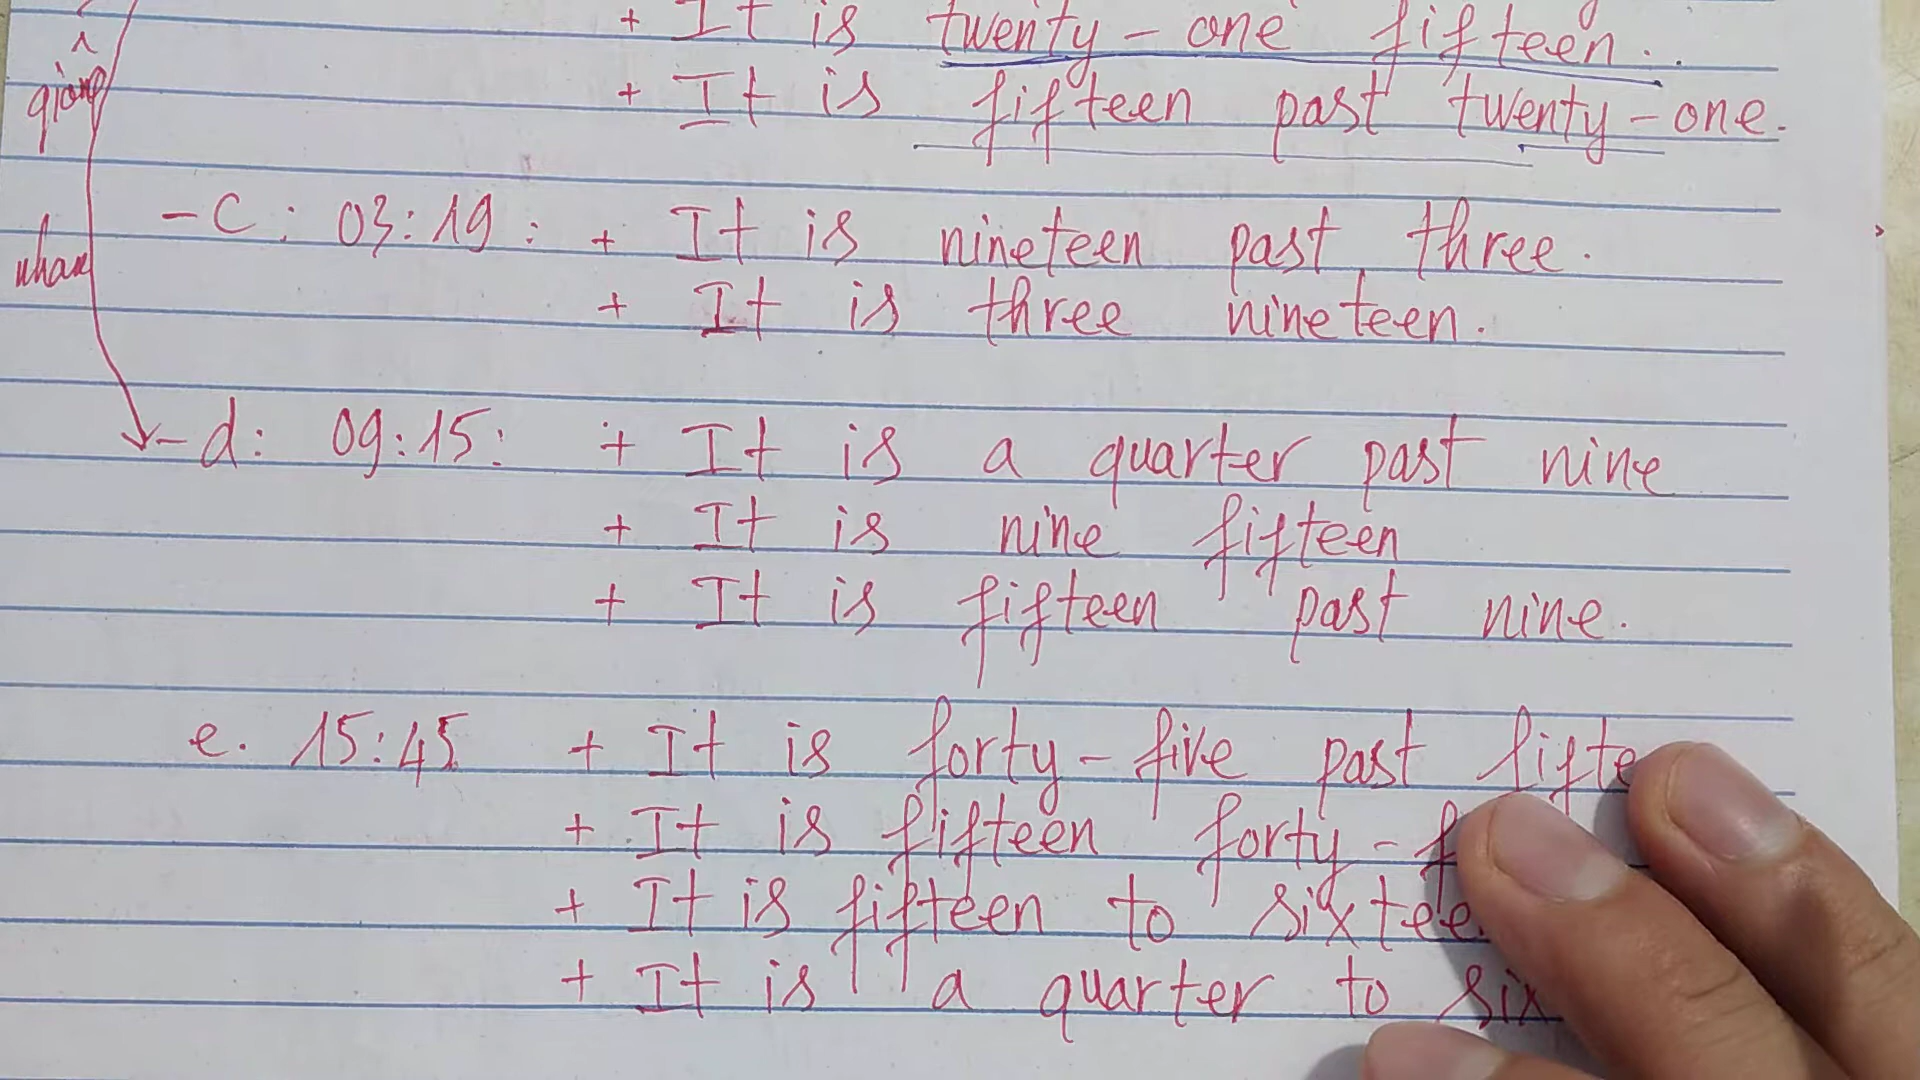 + It is twenty-one fifteen.
giống
+ It is fifteen past twenty-one.
- C: 03:19: + It is nineteen past three.
nhau
+ It is three nineteen.
- d: 09:15: + It is a quarter past nine
+ It is nine fifteen
+ It is fifteen past nine.
e. 15:45 + It is forty-five past
+ It is fifteen forty-
+ It is fifteen to
+ It is a quarter to